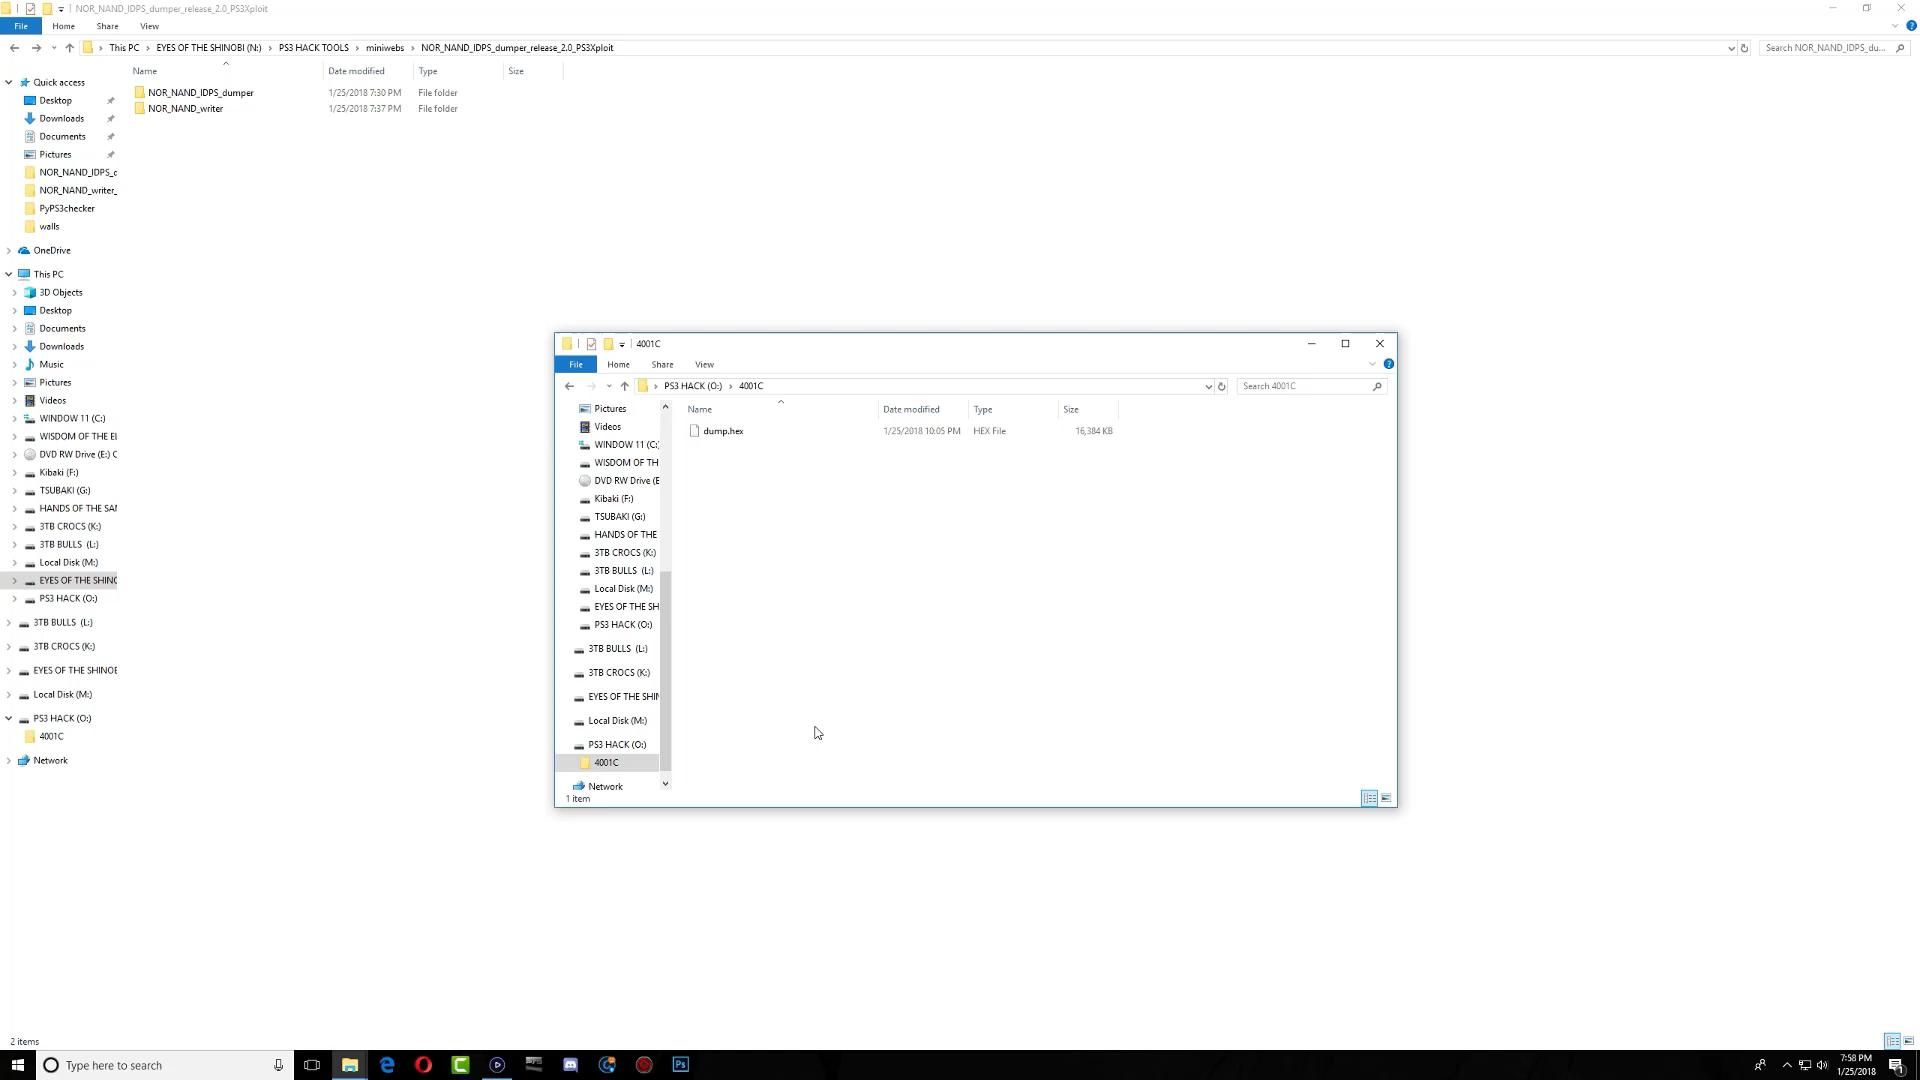 NOR_NAND_IDPS_dumper_release_2.0_PS3Xploit
File Home Share View
This PC EYES OF THE SHINOBI (N:) PS3 HACK TOOLS miniwebs NOR_NAND_IDPS_dumper_release_2.0_PS3Xploit Search NOR_NAND_IDPS_du...
Name Date modified Type Size
NOR_NAND_IDPS_dumper 1/25/2018 7:30 PM File folder
NOR_NAND_writer 1/25/2018 7:37 PM File folder
Quick access
Desktop
Downloads
Documents
Pictures
NOR_NAND_IDPS_d
NOR_NAND_writer_
PyPS3checker
walls
OneDrive
This PC
3D Objects
Desktop
Documents
Downloads
Music
Pictures
Videos
WINDOW 11 (C:)
WISDOM OF THE EL
DVD RW Drive (E:) C
Kibaki (F:)
TSUBAKI (G:)
HANDS OF THE SAI
3TB CROCS (K:)
3TB BULLS (L:)
Local Disk (M:)
EYES OF THE SHINO
PS3 HACK (O:)
3TB BULLS (L:)
3TB CROCS (K:)
EYES OF THE SHINOB
Local Disk (M:)
PS3 HACK (O:)
4001C
Network
2 items
4001C
File Home Share View
PS3 HACK (O:) 4001C Search 4001C
Name Date modified Type Size
dump.hex 1/25/2018 10:05 PM HEX File 16,384 KB
Pictures
Videos
WINDOW 11 (C:
WISDOM OF TH
DVD RW Drive (E
Kibaki (F:)
TSUBAKI (G:)
HANDS OF THE
3TB CROCS (K:)
3TB BULLS (L:)
Local Disk (M:)
EYES OF THE SH
PS3 HACK (O:)
3TB BULLS (L:)
3TB CROCS (K:)
EYES OF THE SHIN
Local Disk (M:)
PS3 HACK (O:)
4001C
Network
1 item
Type here to search
Ps
7:58 PM
1/25/2018